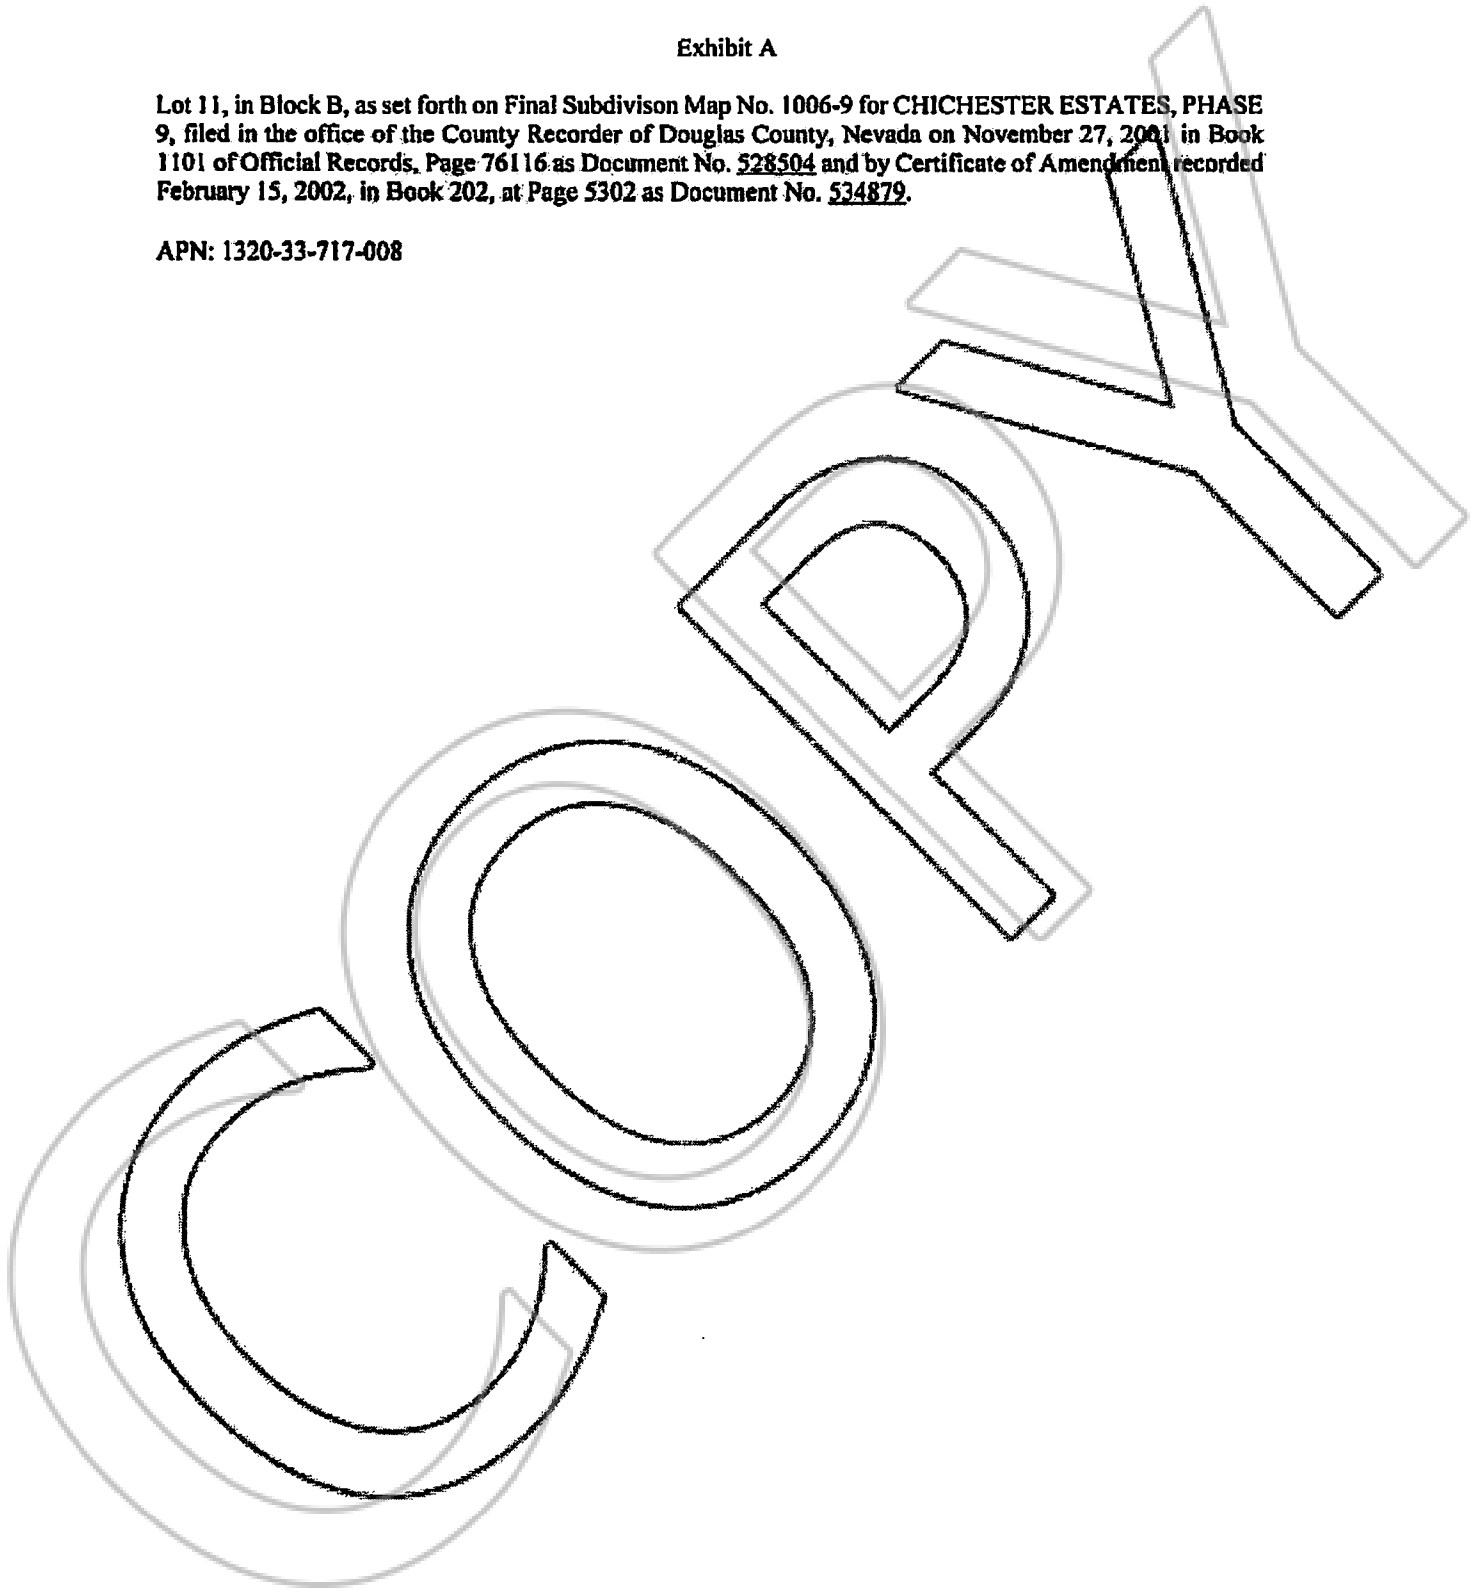 Exhibit A
Lot 11, in Block B, as set forth on Final Subdivison Map No. 1006-9 for CHICHESTER ESTATES, PHASE
9, filed in the office of the County Recorder of Douglas County, Nevada on November 27, 2001 in Book
1101 of Official Records, Page 76116 as Document No. 528504 and by Certificate of Amendment recorded
February 15, 2002, in Book 202, at Page 5302 as Document No. 534879.
APN: 1320-33-717-008
COPY
COPY